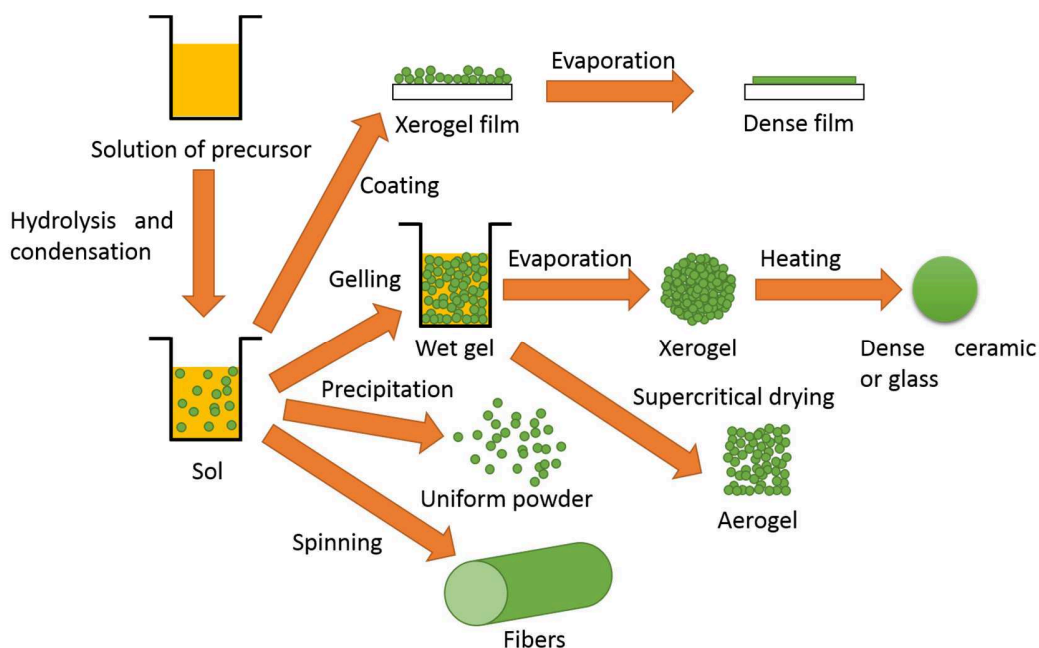 Solution of precursor
Hydrolysis and
condensation
Sol
Coating
Xerogel film
Evaporation
Dense film
Gelling
Wet gel
Evaporation
Xerogel
Heating
Dense ceramic
or glass
Supercritical drying
Aerogel
Precipitation
Uniform powder
Spinning
Fibers